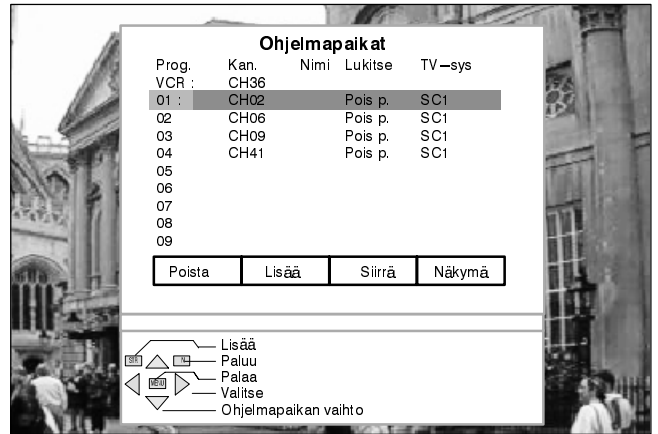 Ohjelmapaikat
Prog. Kan. Nimi Lukitse TV–sys
VCR : CH36
01 : CH02 Pois p. SC1
02 CH06 Pois p. SC1
03 CH09 Pois p. SC1
04 CH41 Pois p. SC1
05
06
07
08
09
Poista Lisää Siirrä Näkymä
Lisää
STR N Paluu
Palaa
MENU Valitse
Ohjelmapaikan vaihto